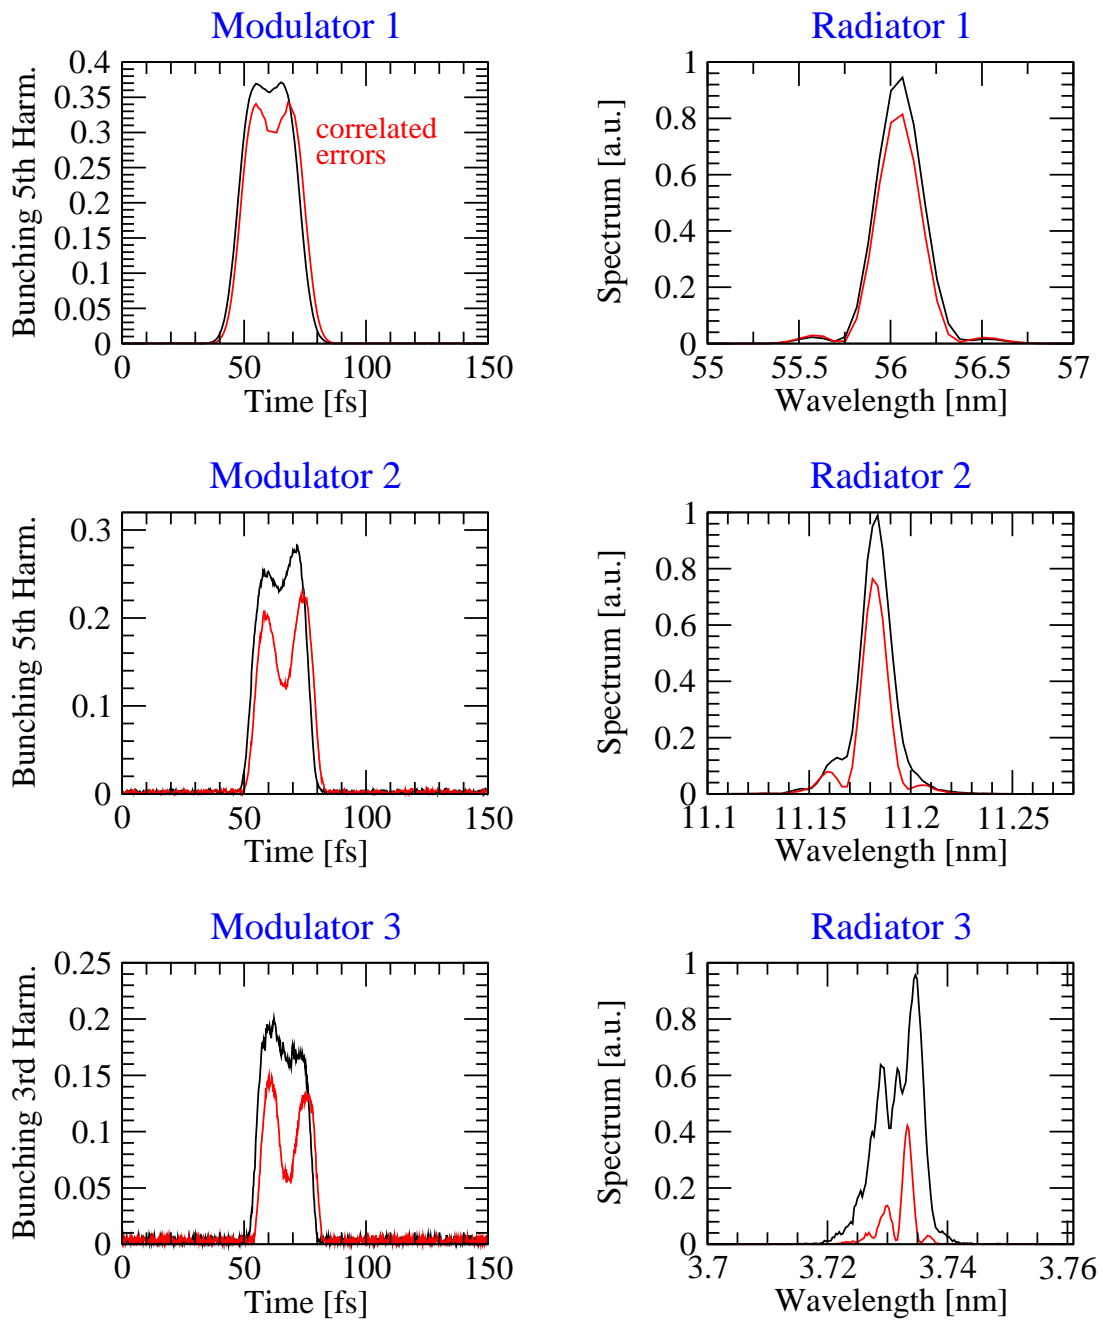 Modulator 1
Bunching 5th Harm.
0.4
0.35
0.3
0.25
0.2
0.15
0.1
0.05
0
correlated
errors
0 50 100 150
Time [fs]
Radiator 1
Spectrum [a.u.]
1
0.8
0.6
0.4
0.2
0
55 55.5 56 56.5 57
Wavelength [nm]
Modulator 2
Bunching 5th Harm.
0.3
0.2
0.1
0
0 50 100 150
Time [fs]
Radiator 2
Spectrum [a.u.]
1
0.8
0.6
0.4
0.2
0
11.1 11.15 11.2 11.25
Wavelength [nm]
Modulator 3
Bunching 3rd Harm.
0.25
0.2
0.15
0.1
0.05
0
0 50 100 150
Time [fs]
Radiator 3
Spectrum [a.u.]
1
0.8
0.6
0.4
0.2
0
3.7 3.72 3.74 3.76
Wavelength [nm]